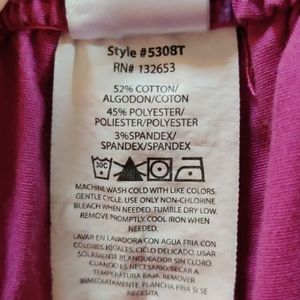 Style #5308T
RN# 132653
52% COTTON/
ALGODON/COTON
45% POLYESTER/
POLIESTER/POLYESTER
3%SPANDEX/
SPANDEX/SPANDEX
30C
MACHINE WASH COLD WITH LIKE COLORS.
GENTLE CYCLE. USE ONLY NON-CHLORINE
BLEACH WHEN NEEDED. TUMBLE DRY LOW.
REMOVE PROMPTLY. COOL IRON WHEN
NEEDED.
LAVAR EN LAVADORA CON AGUA FRIA CON
COLORES IGUALES. CICLO DELICADO. USAR
SOLAMENTE BLANQUEADOR SIN CLORO
CUANDO ES NECESARIO. SECAR A
TEMPERATURA BAJA. REMOVER
INMEDIATAMENTE. PLANCHA FRIA SI SE
NECESITA.